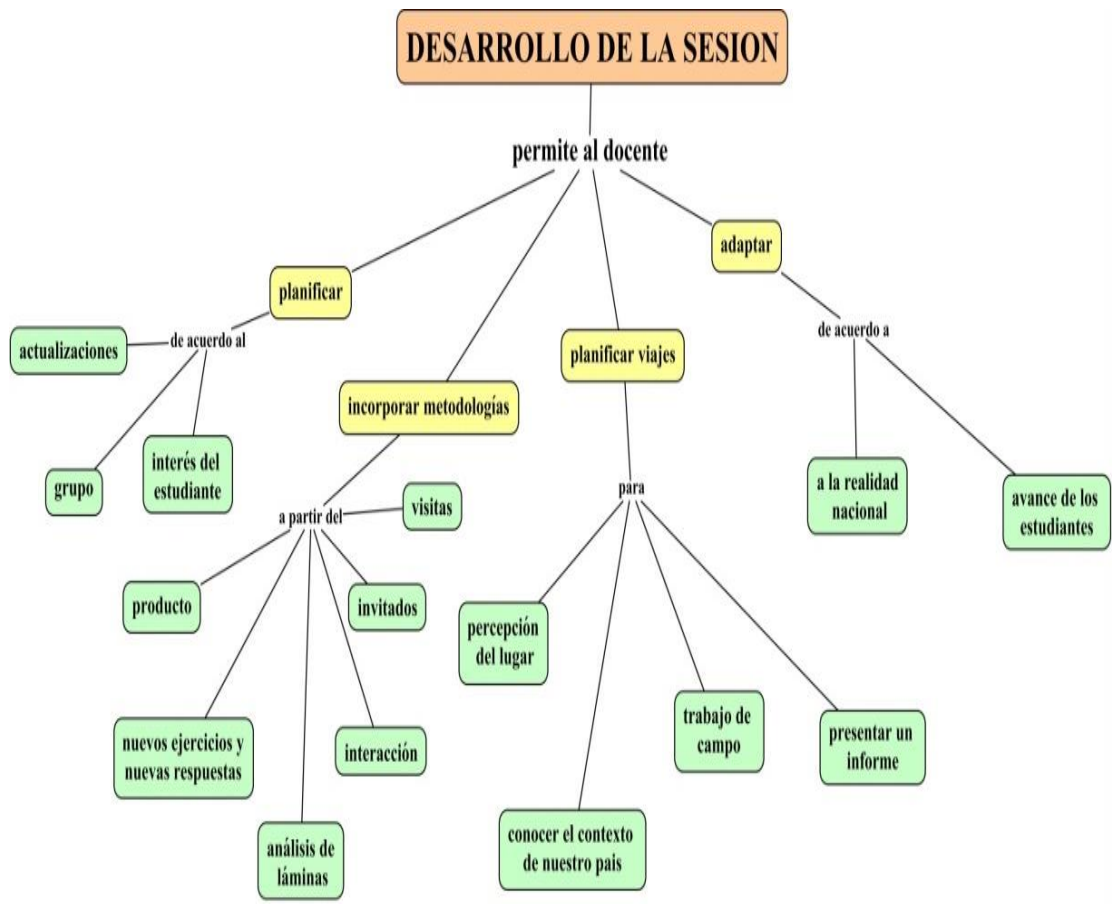 DESARROLLO DE LA SESION
permite al docente
adaptar
planificar
de acuerdo al
actualizaciones
grupo
interés del
estudiante
incorporar metodologías
a partir del
visitas
producto
invitados
nuevos ejercicios y
nuevas respuestas
interacción
análisis de
láminas
planificar viajes
para
percepción
del lugar
trabajo de
campo
presentar un
informe
conocer el contexto
de nuestro pais
de acuerdo a
a la realidad
nacional
avance de los
estudiantes